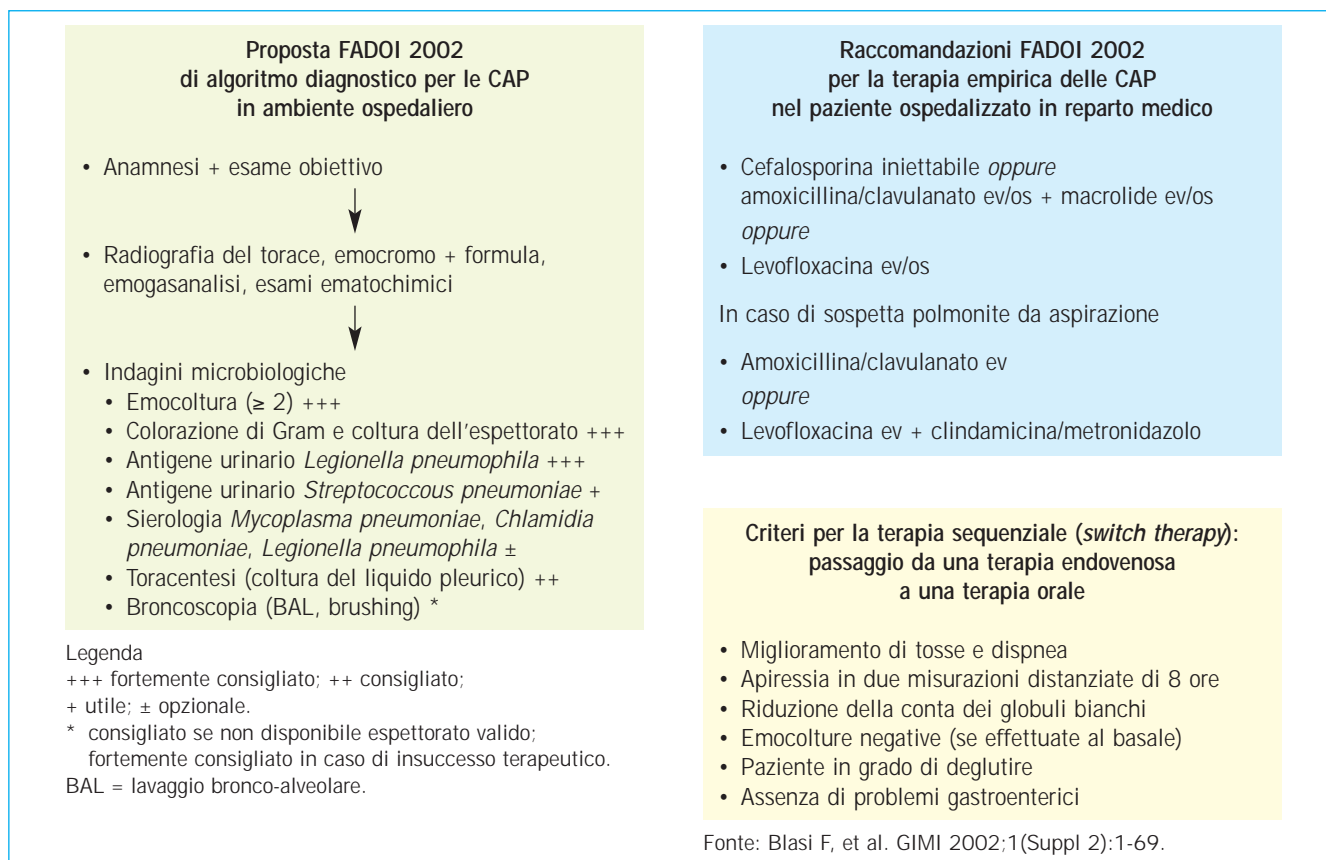 Proposta FADOI 2002
di algoritmo diagnostico per le CAP
in ambiente ospedaliero
• Anamnesi + esame obiettivo
• Radiografia del torace, emocromo + formula,
emogasanalisi, esami ematochimici
• Indagini microbiologiche
• Emocoltura (≥ 2) +++
• Colorazione di Gram e coltura dell'espettorato +++
• Antigene urinario Legionella pneumophila +++
• Antigene urinario Streptococcous pneumoniae +
• Sierologia Mycoplasma pneumoniae, Chlamidia
pneumoniae, Legionella pneumophila ±
• Toracentesi (coltura del liquido pleurico) ++
• Broncoscopia (BAL, brushing) *
Legenda
+++ fortemente consigliato; ++ consigliato;
+ utile; ± opzionale.
* consigliato se non disponibile espettorato valido;
fortemente consigliato in caso di insuccesso terapeutico.
BAL = lavaggio bronco-alveolare.
Raccomandazioni FADOI 2002
per la terapia empirica delle CAP
nel paziente ospedalizzato in reparto medico
• Cefalosporina iniettabile oppure
amoxicillina/clavulanato ev/os + macrolide ev/os
oppure
• Levofloxacina ev/os
In caso di sospetta polmonite da aspirazione
• Amoxicillina/clavulanato ev
oppure
• Levofloxacina ev + clindamicina/metronidazolo
Criteri per la terapia sequenziale (switch therapy):
passaggio da una terapia endovenosa
a una terapia orale
• Miglioramento di tosse e dispnea
• Apiressia in due misurazioni distanziate di 8 ore
• Riduzione della conta dei globuli bianchi
• Emocolture negative (se effettuate al basale)
• Paziente in grado di deglutire
• Assenza di problemi gastroenterici
Fonte: Blasi F, et al. GIMI 2002;1(Suppl 2):1-69.